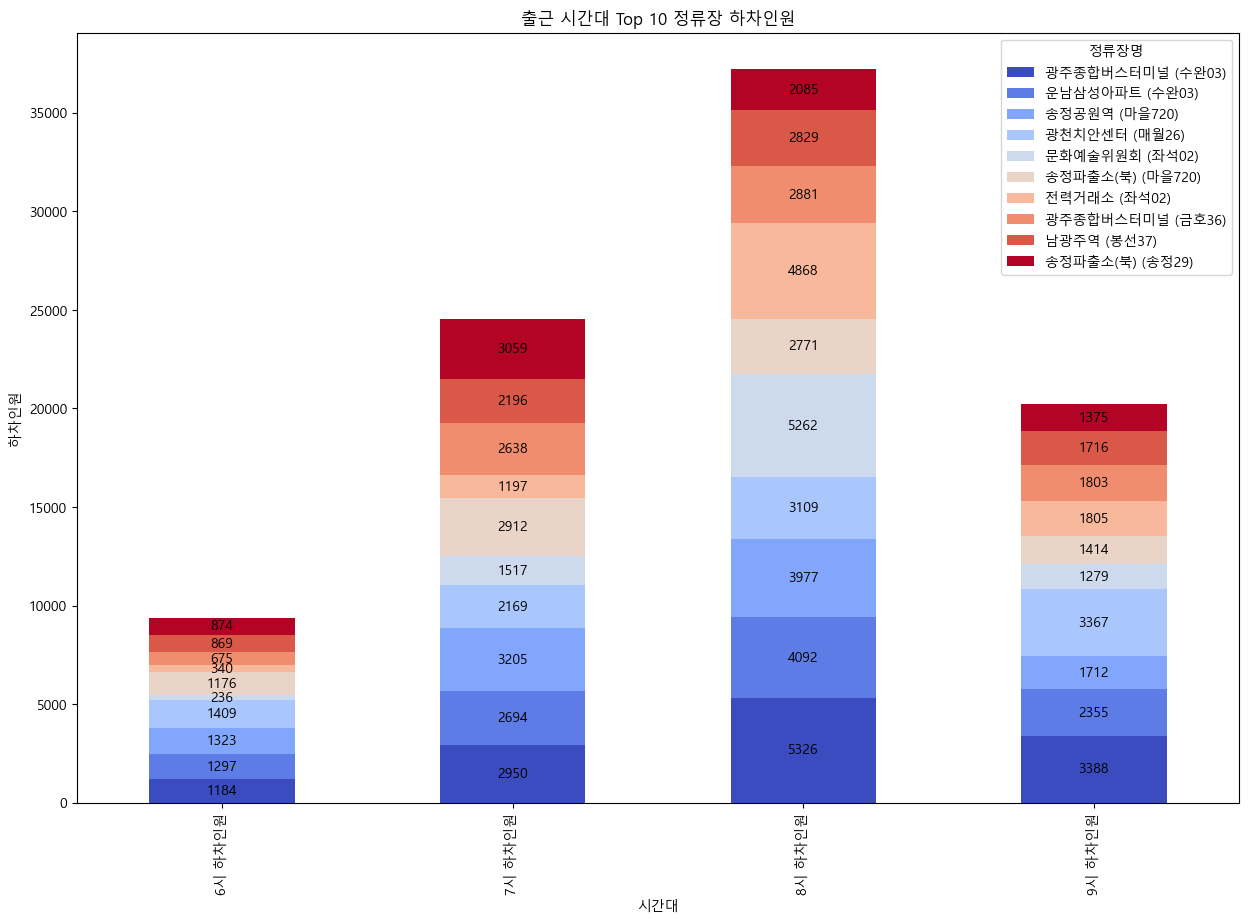 출근 시간대 Top 10 정류장 하차인원
정류장명
광주종합버스터미널 (수완03)
운남삼성아파트 (수완03)
송정공원역 (마을720)
광천치안센터 (매월26)
문화예술위원회 (좌석02)
송정파출소(북) (마을720)
전력거래소 (좌석02)
광주종합버스터미널 (금호36)
남광주역 (봉선37)
송정파출소(북) (송정29)
하차인원
35000
30000
25000
20000
15000
10000
5000
0
874
869
675
340
1176
236
1409
1323
1297
1184
3059
2196
2638
1197
2912
1517
2169
3205
2694
2950
2085
2829
2881
4868
2771
5262
3109
3977
4092
5326
1375
1716
1803
1805
1414
1279
3367
1712
2355
3388
6시 하차인원
7시 하차인원
8시 하차인원
9시 하차인원
시간대